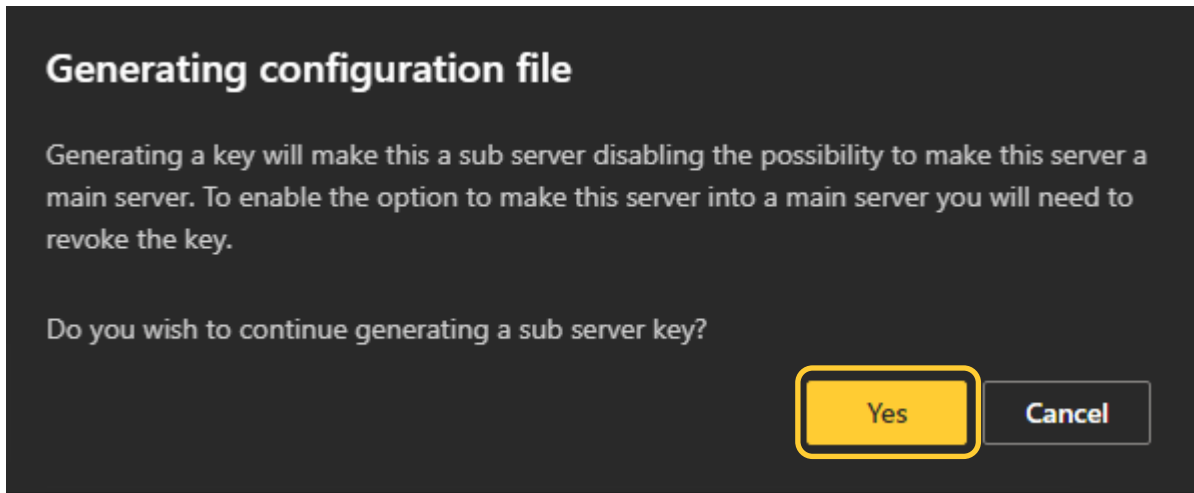 Generating configuration file
Generating a key will make this a sub server disabling the possibility to make this server a
main server. To enable the option to make this server into a main server you will need to
revoke the key.
Do you wish to continue generating a sub server key?
Yes Cancel